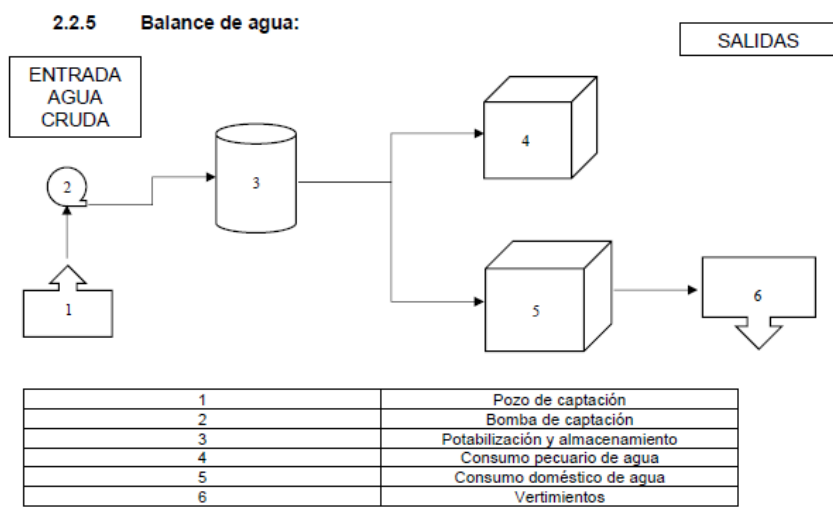 2.2.5 Balance de agua:
SALIDAS
ENTRADA
AGUA
CRUDA
4
2
3
1
5
6
1 Pozo de captación
2 Bomba de captación
3 Potabilización y almacenamiento
4 Consumo pecuario de agua
5 Consumo doméstico de agua
6 Vertimientos